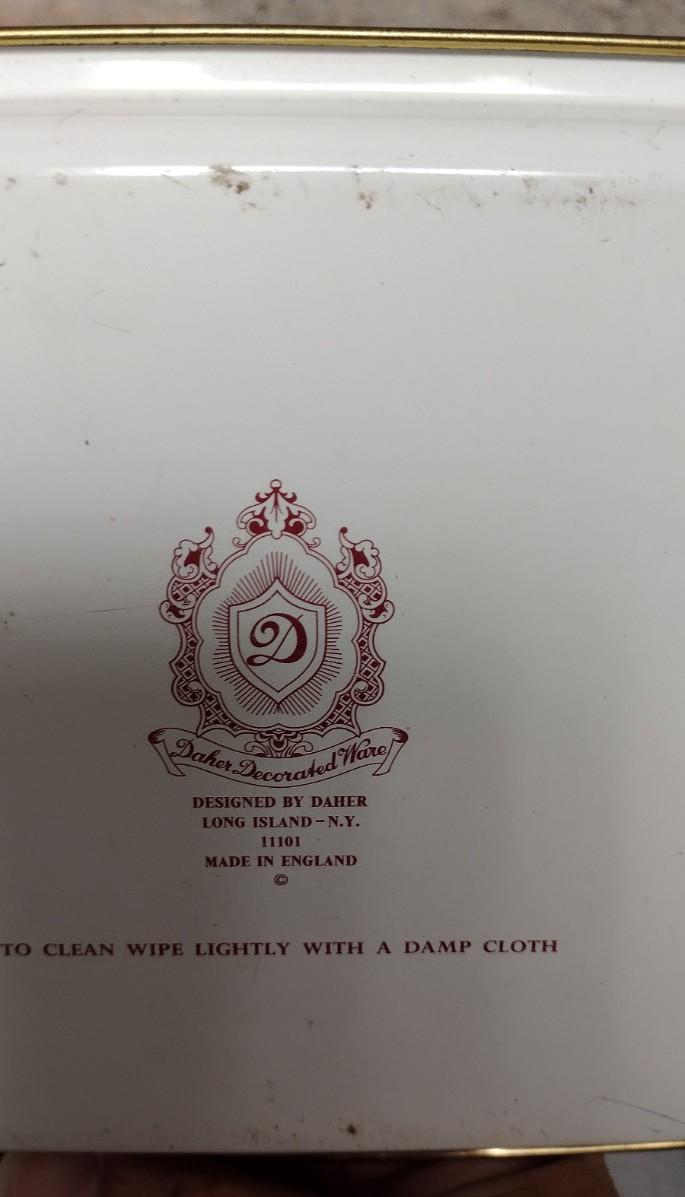 D
Daher Decorated Ware
DESIGNED BY DAHER
LONG ISLAND – N.Y.
11101
MADE IN ENGLAND
©
TO CLEAN WIPE LIGHTLY WITH A DAMP CLOTH